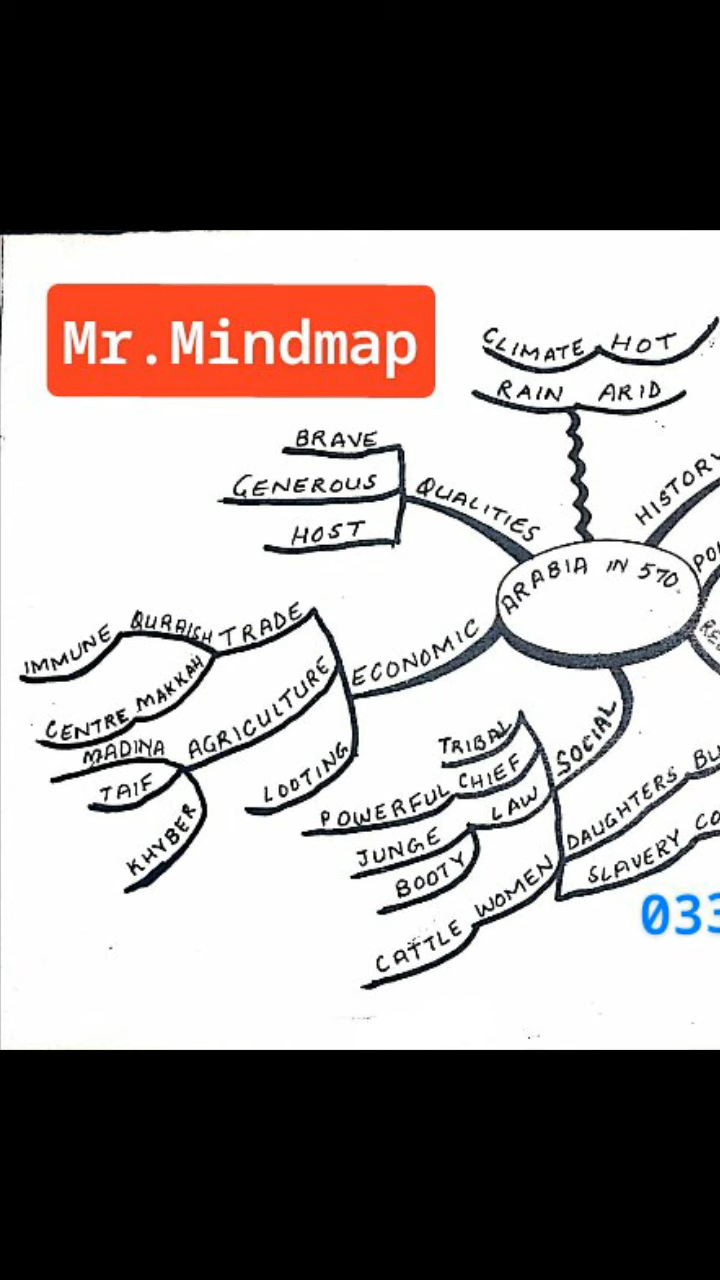 Mr.Mindmap
CLIMATE HOT
RAIN ARID
BRAVE
GENEROUS
HOST
QUALITIES
HISTORY
ARABIA IN 570.
ECONOMIC
TRADE
QURAISH
IMMUNE
MAKKAH
CENTRE
AGRICULTURE
MADINA
TAIF
KHYBER
LOOTING
SOCIAL
TRIBAL
CHIEF
POWERFUL
LAW
JUNGE
BOOTY
WOMEN
CATTLE
DAUGHTERS
SLAVERY
033